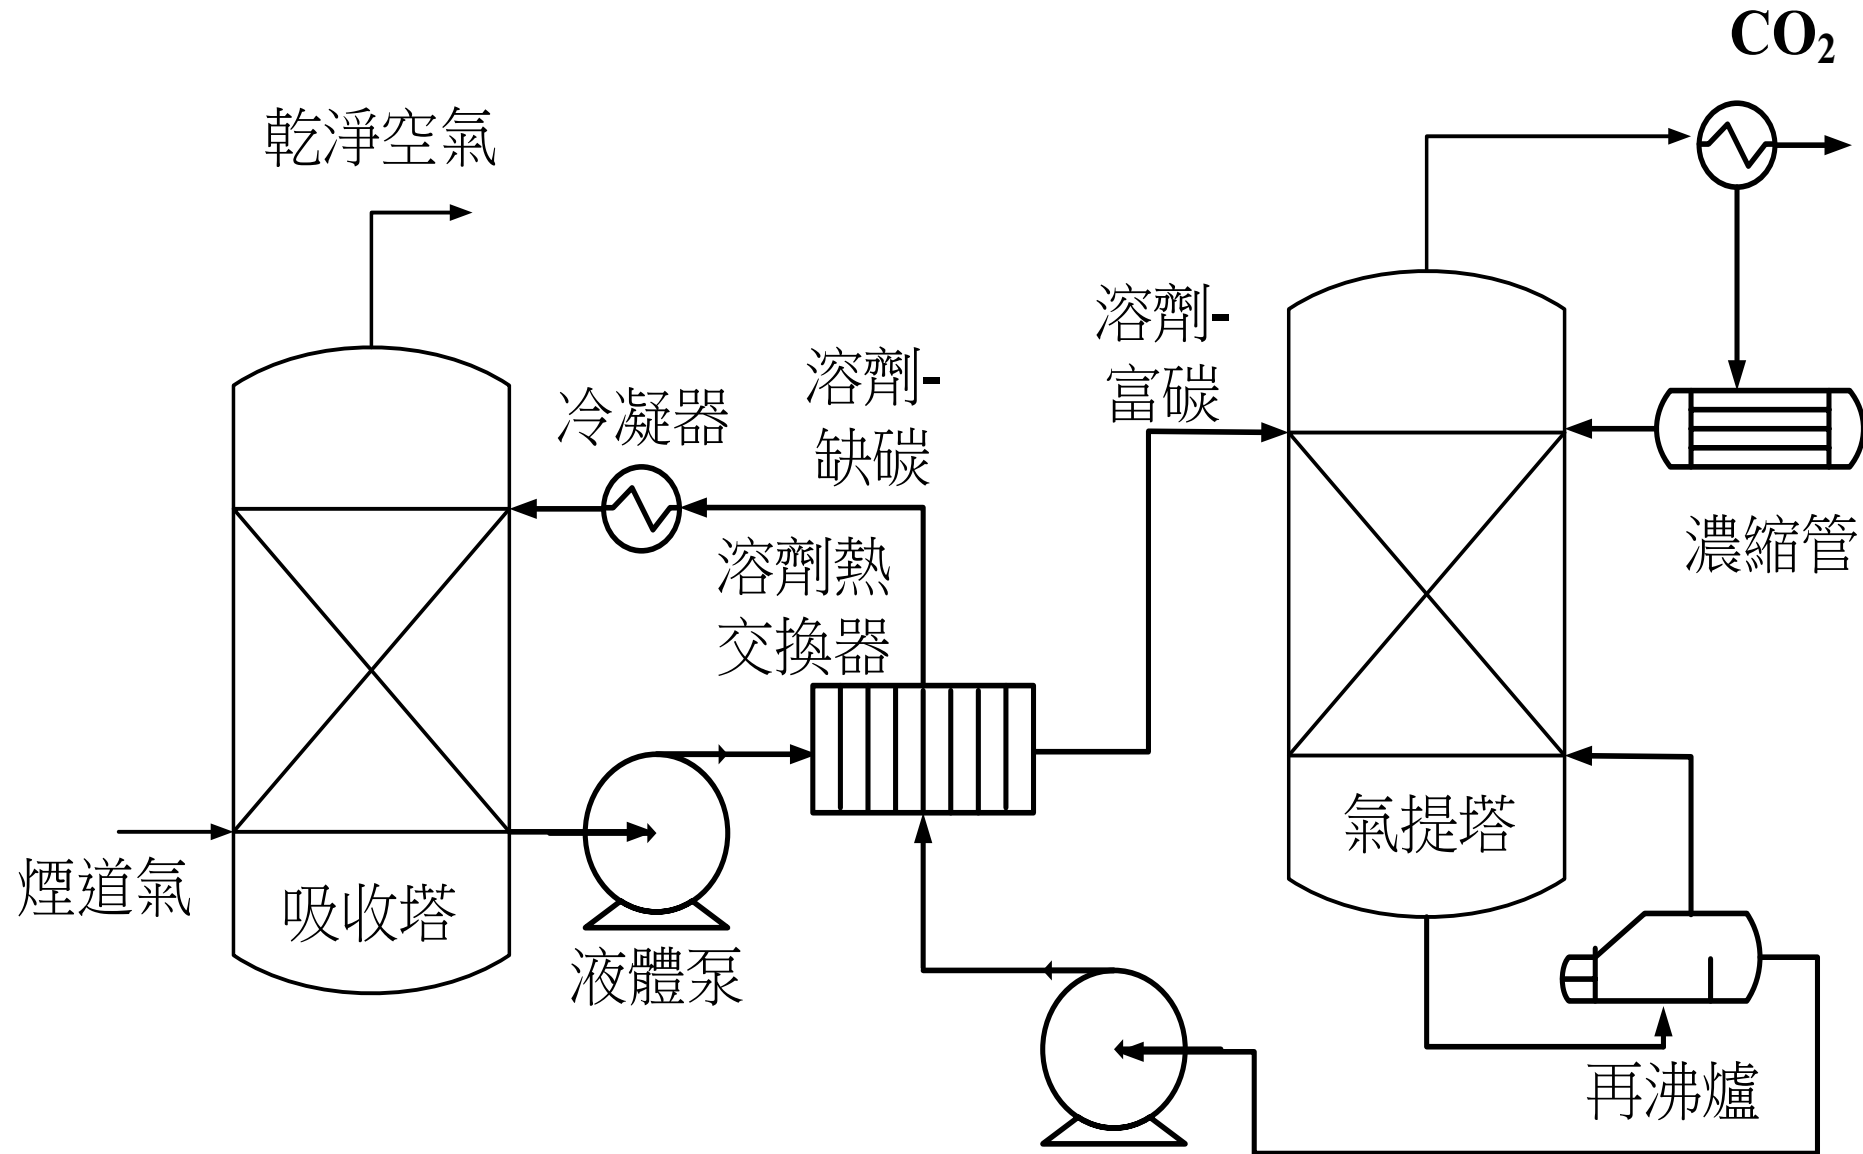 CO₂
乾淨空氣
溶劑-
富碳
溶劑-
缺碳
冷凝器
濃縮管
溶劑熱
交換器
氣提塔
煙道氣
吸收塔
液體泵
再沸爐